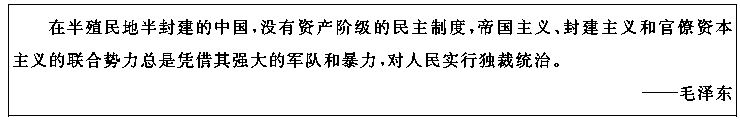 在半殖民地半封建的中国,没有资产阶级的民主制度,帝国主义、封建主义和官僚资本
主义的联合势力总是凭借其强大的军队和暴力,对人民实行独裁统治。
——毛泽东